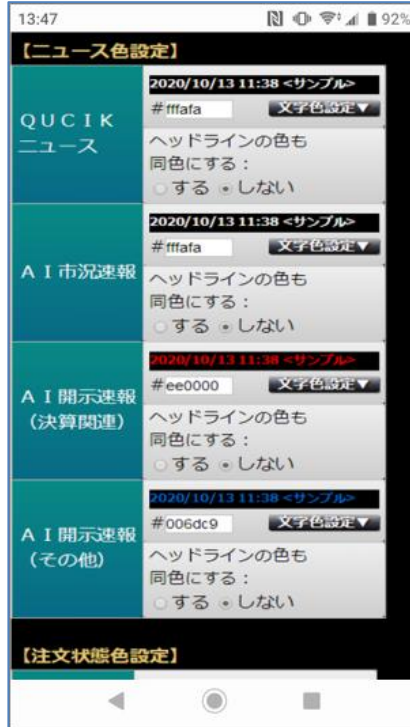 13:47 92%
【ニュース色設定】
QUCIK
ニュース
2020/10/13 11:38 <サンプル>
#fffafa 文字色設定▼
ヘッドラインの色も
同色にする：
する しない
AI市況速報
2020/10/13 11:38 <サンプル>
#fffafa 文字色設定▼
ヘッドラインの色も
同色にする：
する しない
AI開示速報
（決算関連）
2020/10/13 11:38 <サンプル>
#ee0000 文字色設定▼
ヘッドラインの色も
同色にする：
する しない
AI開示速報
（その他）
2020/10/13 11:38 <サンプル>
#006dc9 文字色設定▼
ヘッドラインの色も
同色にする：
する しない
【注文状態色設定】